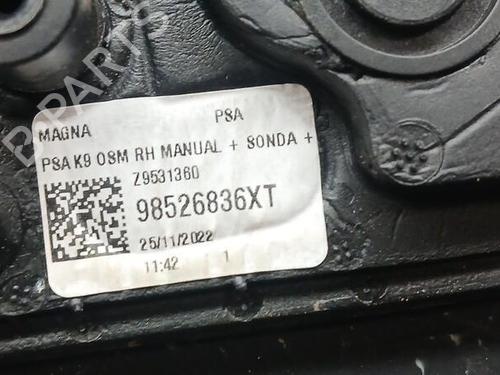 B-PARTS
MAGNA PSA
PSA K9 OSM RH MANUAL + SONDA +
Z9531360
98526836XT
25/11/2022
11:42 1